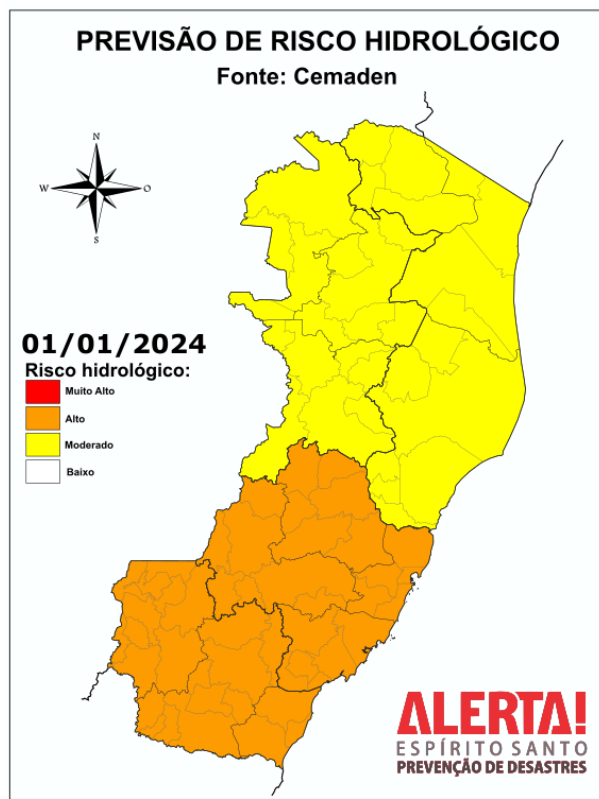 PREVISÃO DE RISCO HIDROLÓGICO
Fonte: Cemaden
N
W
O
S
01/01/2024
Risco hidrológico:
Muito Alto
Alto
Moderado
Baixo
ALERTA!
ESPÍRITO SANTO
PREVENÇÃO DE DESASTRES